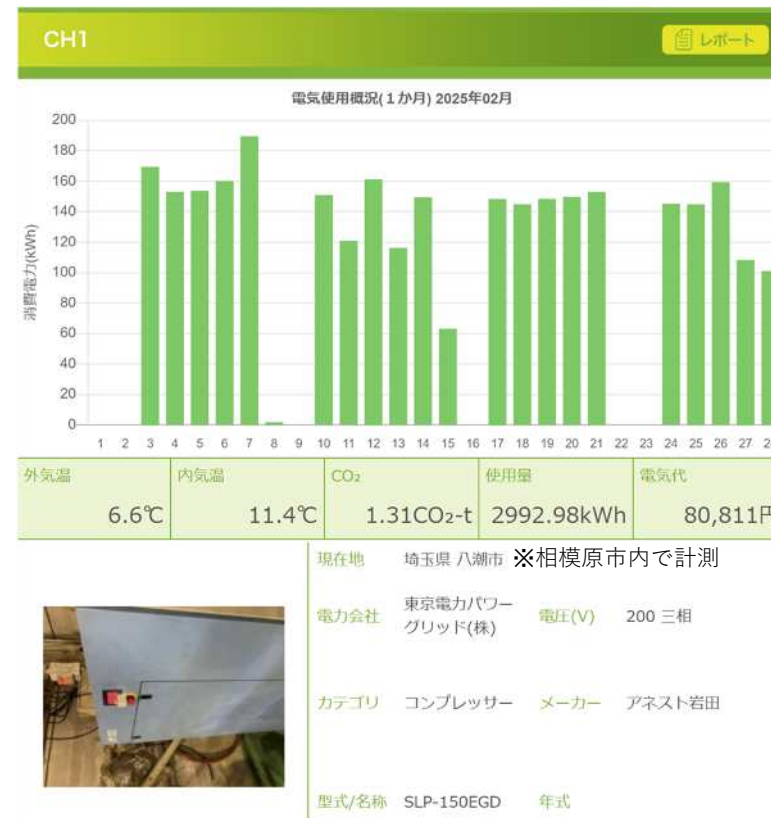 CH1
レポート
電気使用概況(１か月) 2025年02月
消費電力(kWh)
200
180
160
140
120
100
80
60
40
20
0
1 2 3 4 5 6 7 8 9 10 11 12 13 14 15 16 17 18 19 20 21 22 23 24 25 26 27
外気温 内気温 CO₂ 使用量 電気代
6.6℃ 11.4℃ 1.31CO₂-t 2992.98kWh 80,811円
現在地 埼玉県 八潮市 ※相模原市内で計測
電力会社 東京電力パワー
グリッド(株) 電圧(V) 200 三相
カテゴリ コンプレッサー メーカー アネスト岩田
型式/名称 SLP-150EGD 年式